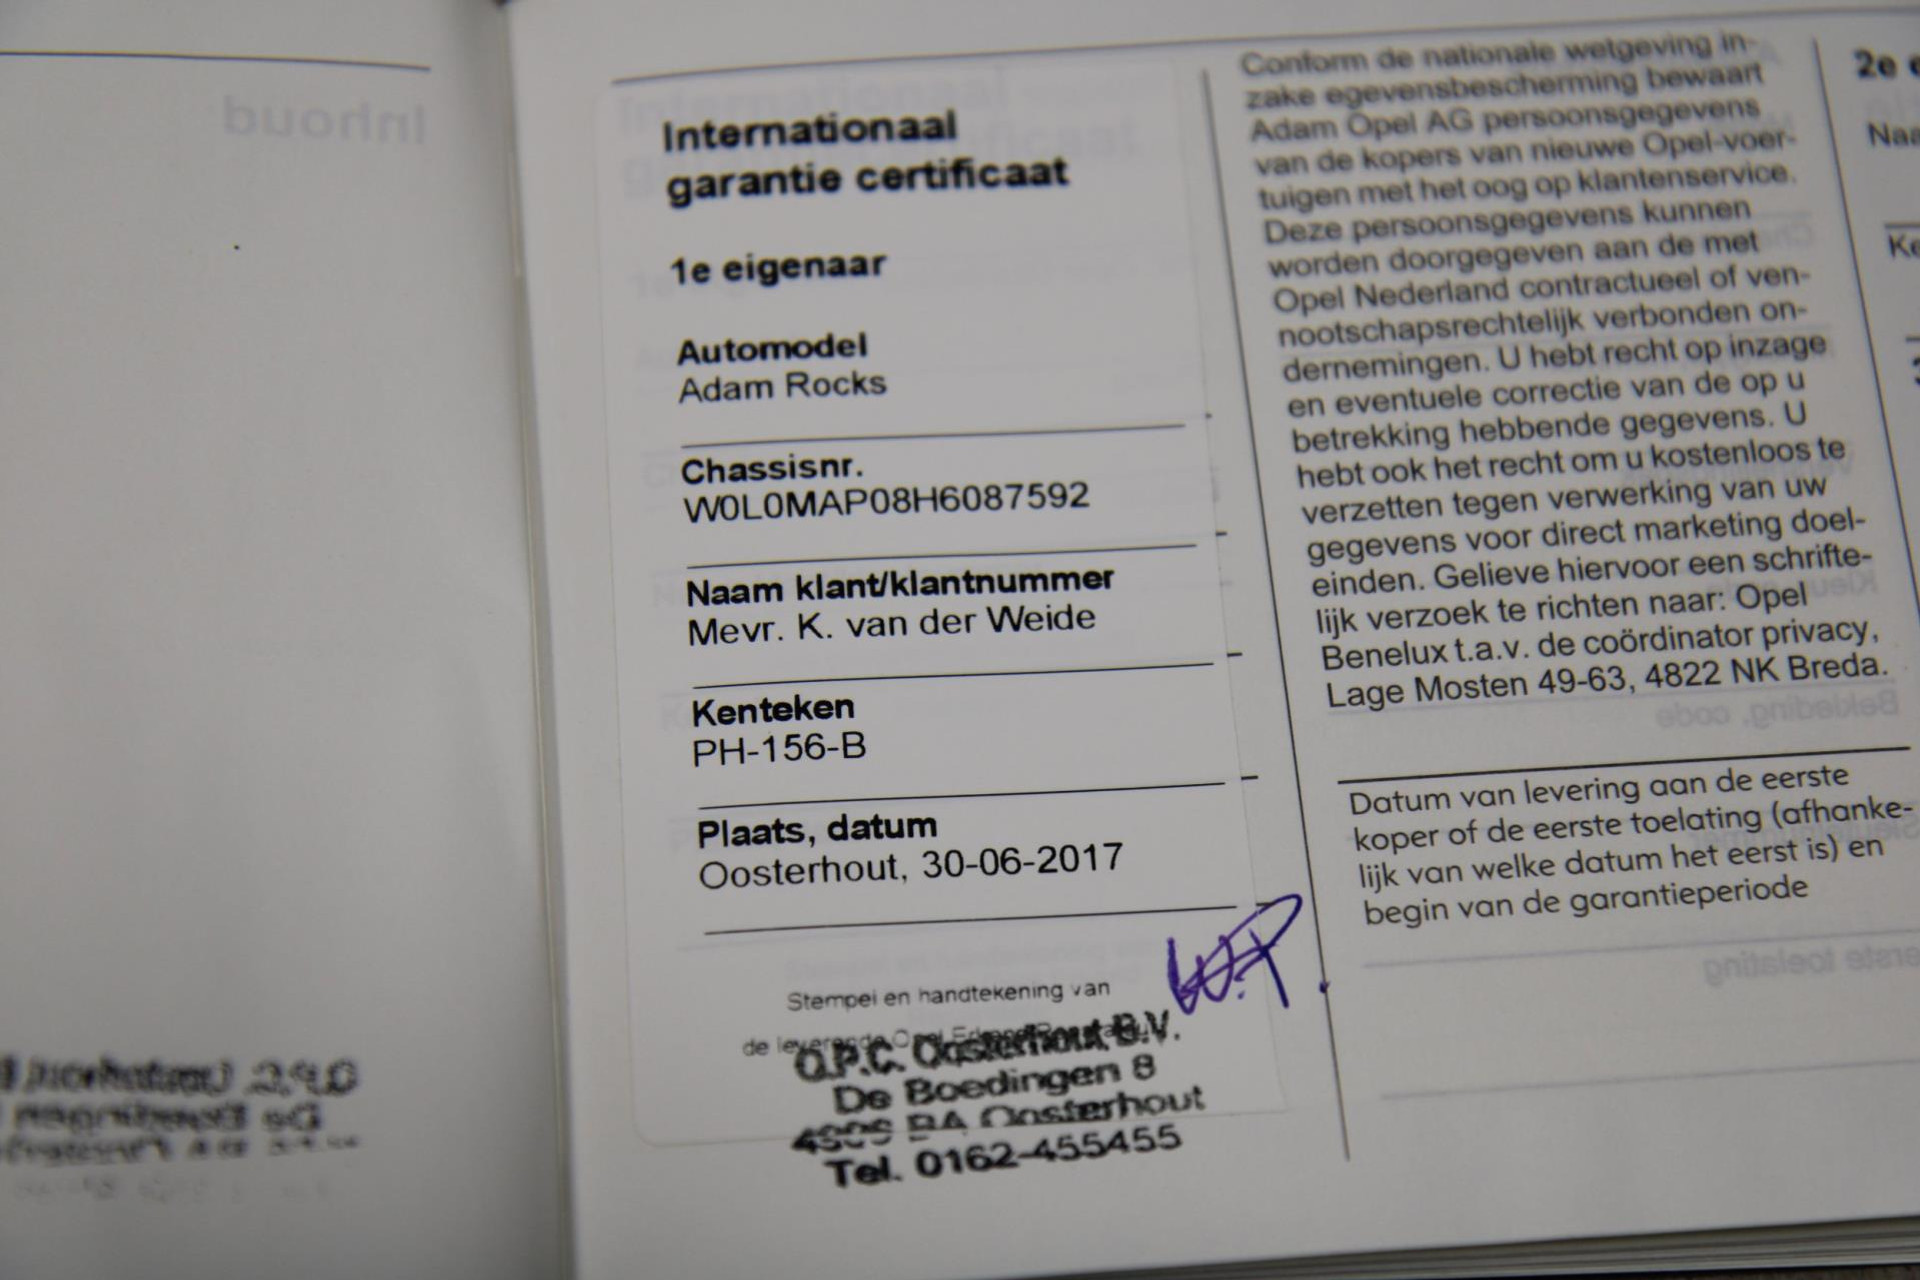 Inhoud
Internationaal
garantie certificaat
1e eigenaar
Automodel
Adam Rocks
Chassisnr.
W0L0MAP08H6087592
Naam klant/klantnummer
Mevr. K. van der Weide
Kenteken
PH-156-B
Plaats, datum
Oosterhout, 30-06-2017
Stempel en handtekening van
de leverende Opel
W.P.
O.P.C. Oosterhout B.V.
De Boedingen 8
BA Oosterhout
Tel. 0162-455455
Conform de nationale wetgeving in-
zake egevensbescherming bewaart
Adam Opel AG persoonsgegevens
van de kopers van nieuwe Opel-voer-
tuigen met het oog op klantenservice.
Deze persoonsgegevens kunnen
worden doorgegeven aan de met
Opel Nederland contractueel of ven-
nootschapsrechtelijk verbonden on-
dernemingen. U hebt recht op inzage
en eventuele correctie van de op u
betrekking hebbende gegevens. U
hebt ook het recht om u kostenloos te
verzetten tegen verwerking van uw
gegevens voor direct marketing doel-
einden. Gelieve hiervoor een schrifte-
lijk verzoek te richten naar: Opel
Benelux t.a.v. de coördinator privacy,
Lage Mosten 49-63, 4822 NK Breda.
Datum van levering aan de eerste
koper of de eerste toelating (afhanke-
lijk van welke datum het eerst is) en
begin van de garantieperiode
2e